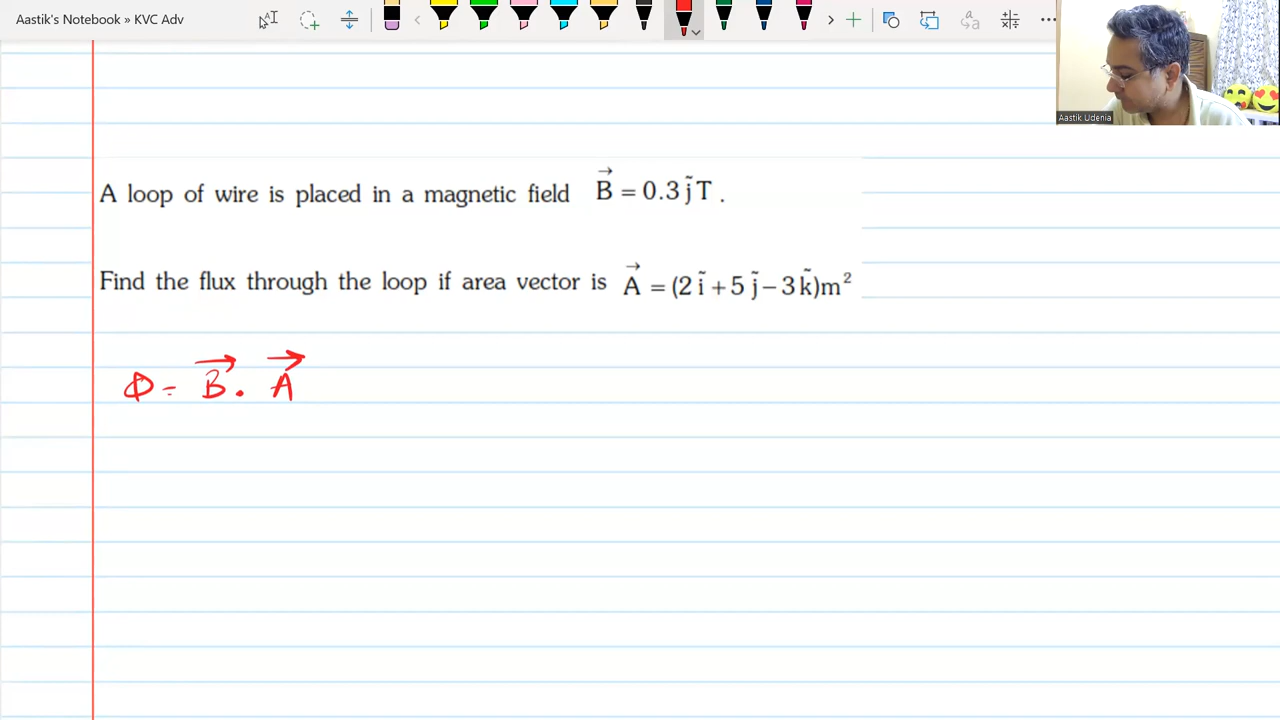 Aastik's Notebook » KVC Adv
Aastik Udenia
A loop of wire is placed in a magnetic field B⃗ = 0.3 j̃ T .
Find the flux through the loop if area vector is A⃗ = (2 ĩ + 5 j̃ – 3 k̃)m²
Φ = B⃗ . A⃗